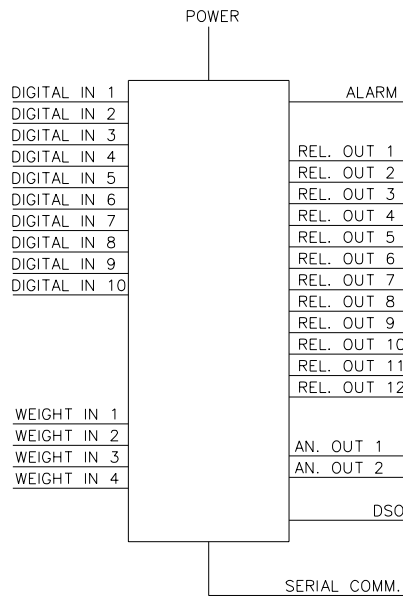 POWER
DIGITAL IN 1
DIGITAL IN 2
DIGITAL IN 3
DIGITAL IN 4
DIGITAL IN 5
DIGITAL IN 6
DIGITAL IN 7
DIGITAL IN 8
DIGITAL IN 9
DIGITAL IN 10
WEIGHT IN 1
WEIGHT IN 2
WEIGHT IN 3
WEIGHT IN 4
ALARM
REL. OUT 1
REL. OUT 2
REL. OUT 3
REL. OUT 4
REL. OUT 5
REL. OUT 6
REL. OUT 7
REL. OUT 8
REL. OUT 9
REL. OUT 10
REL. OUT 11
REL. OUT 12
AN. OUT 1
AN. OUT 2
DSO
SERIAL COMM.